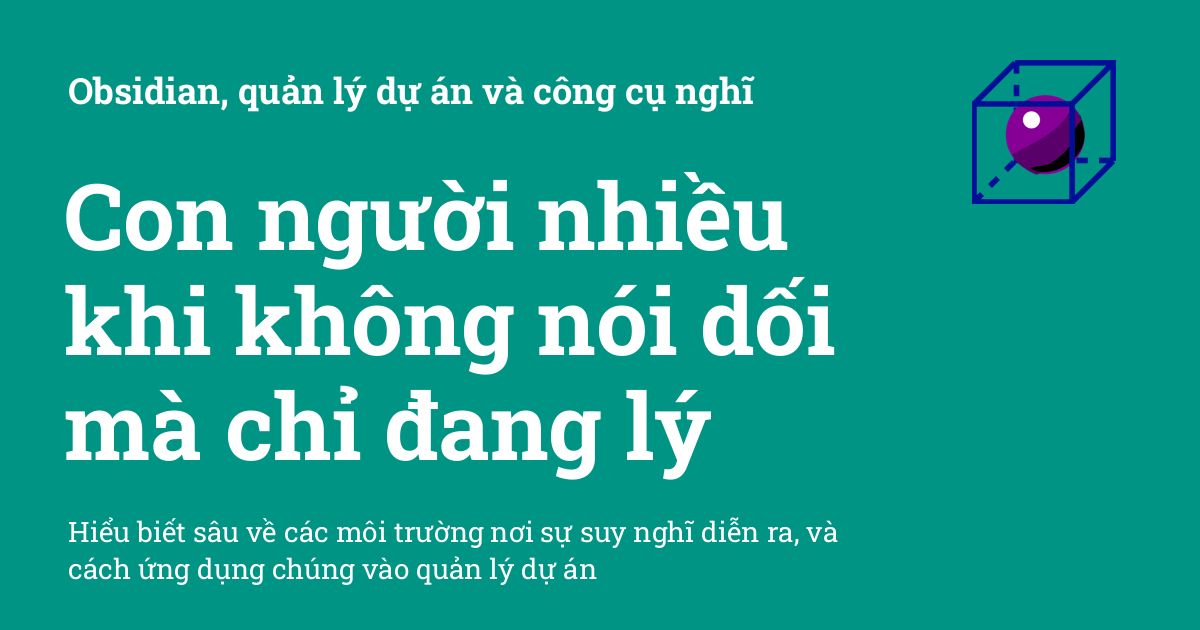 Obsidian, quản lý dự án và công cụ nghĩ
Con người nhiều
khi không nói dối
mà chỉ đang lý
Hiểu biết sâu về các môi trường nơi sự suy nghĩ diễn ra, và
cách ứng dụng chúng vào quản lý dự án